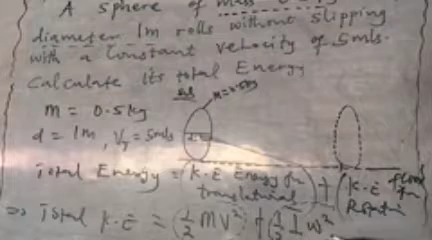 A sphere of mass
diameter 1m rolls without slipping
with a constant velocity of 5m/s.
Calculate its total Energy
m = 0.5kg
d = 1m, V = 5m/s
Total Energy = (K.E Energy for translational) + (K.E for Rotation)
=> Total K.E = (1/2 MV²) + (1/2 I ω²)